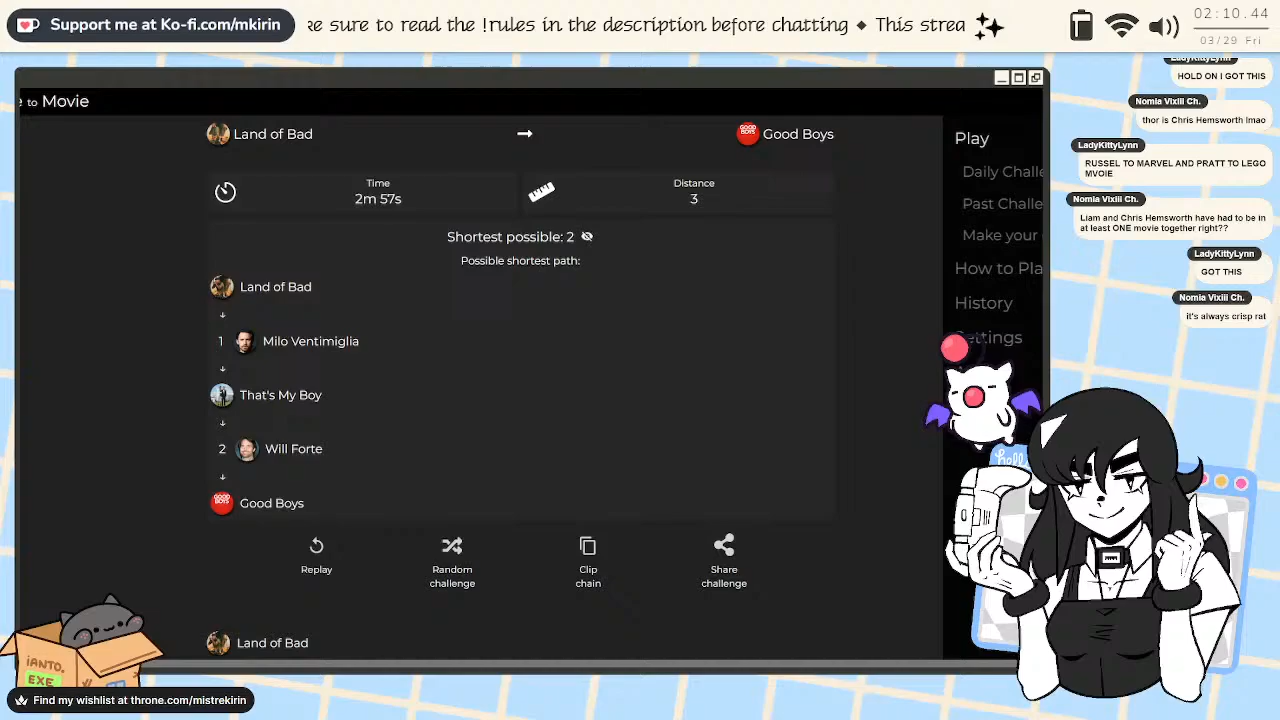 Support me at Ko-fi.com/mkirin
e sure to read the !rules in the description before chatting ◆ This strea
02:10.44
03/29 Fri
e to Movie
Land of Bad → Good Boys
Time
2m 57s
Distance
3
Shortest possible: 2
Possible shortest path:
Land of Bad
↓
1 Milo Ventimiglia
↓
That's My Boy
↓
2 Will Forte
↓
GOOD BOYS
Good Boys
Replay
Random
challenge
Clip
chain
Share
challenge
Land of Bad
Play
Daily Challe
Past Challe
Make your
How to Pla
History
Settings
LadyKittyLynn
HOLD ON I GOT THIS
Nomia Vixiii Ch.
thor is Chris Hemsworth lmao
LadyKittyLynn
RUSSEL TO MARVEL AND PRATT TO LEGO
MVOIE
Nomia Vixiii Ch.
Liam and Chris Hemsworth have had to be in
at least ONE movie together right??
LadyKittyLynn
GOT THIS
Nomia Vixiii Ch.
it's always crisp rat
hello
iANTO.
EXE
Find my wishlist at throne.com/mistrekirin